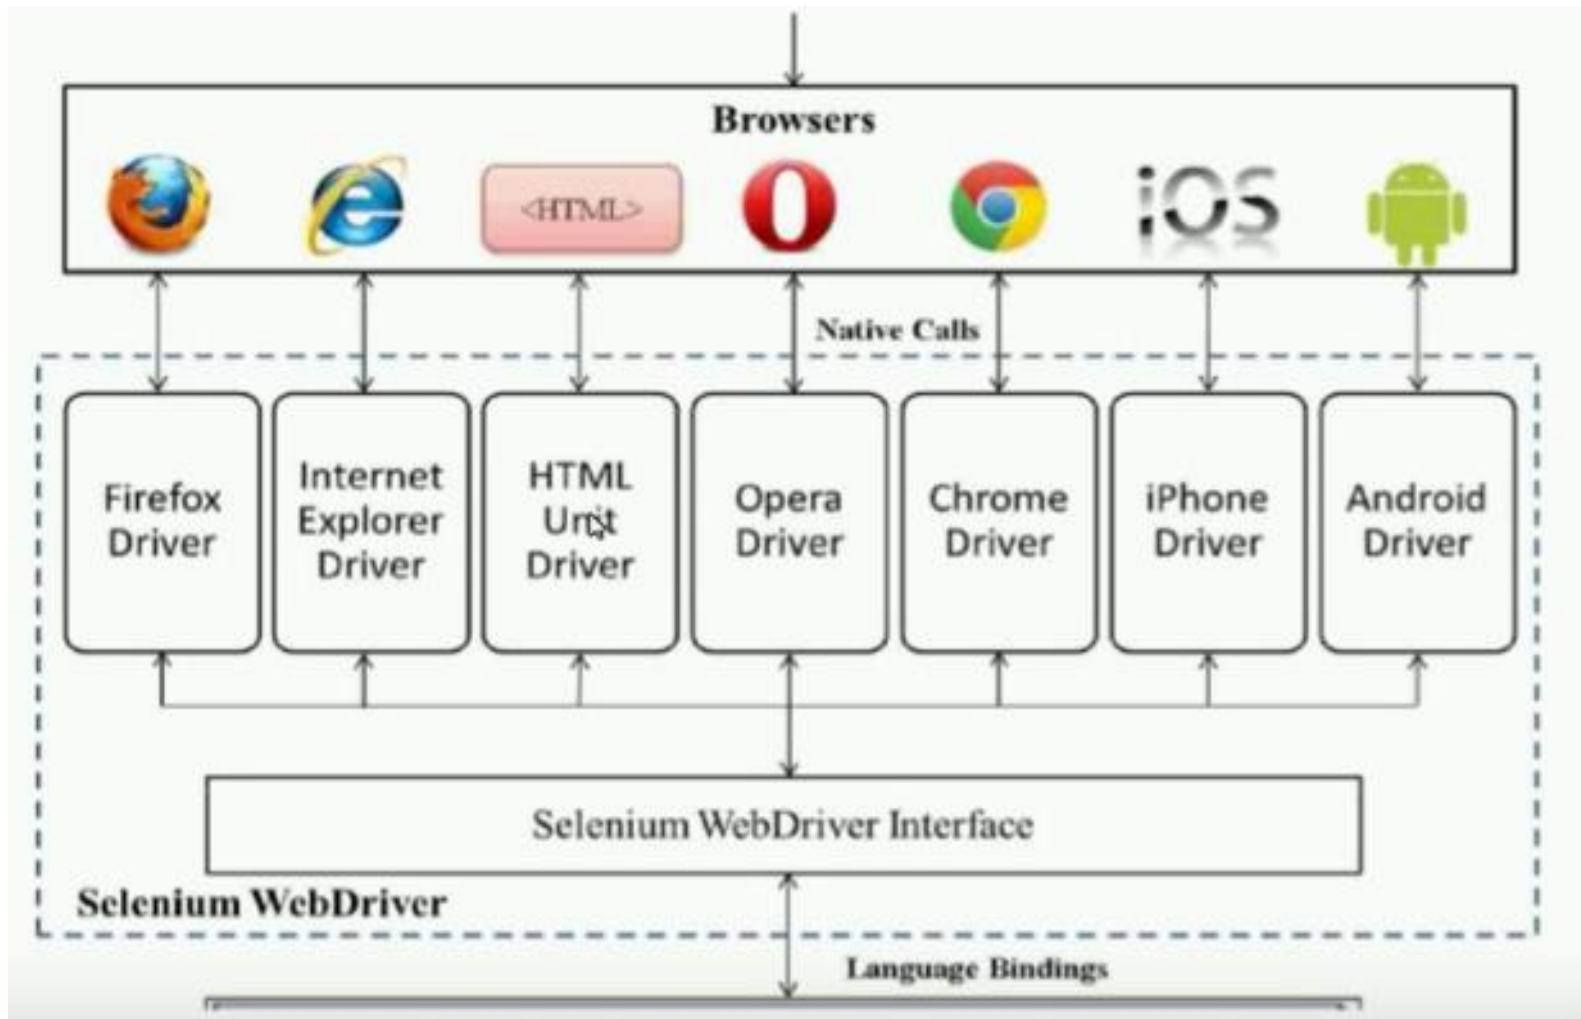 Browsers
<HTML>
iOS
Native Calls
Firefox
Driver
Internet
Explorer
Driver
HTML
Unit
Driver
Opera
Driver
Chrome
Driver
iPhone
Driver
Android
Driver
Selenium WebDriver Interface
Selenium WebDriver
Language Bindings